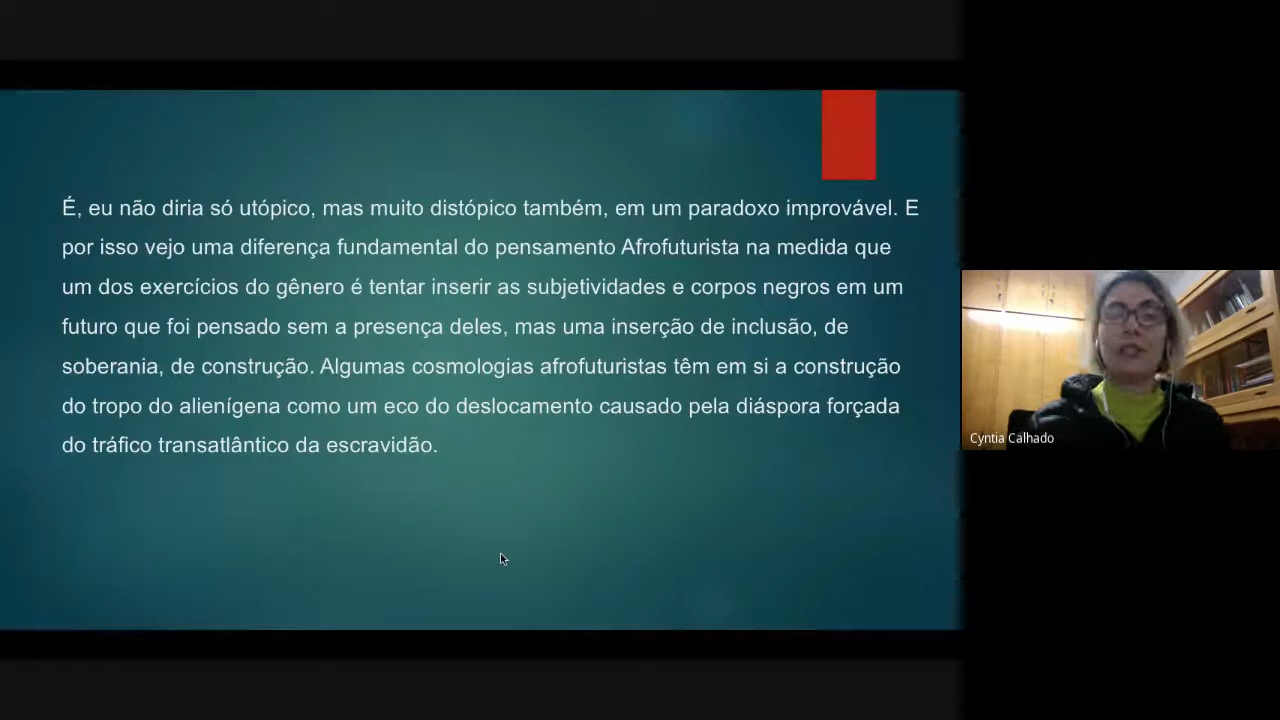 É, eu não diria só utópico, mas muito distópico também, em um paradoxo improvável. E
por isso vejo uma diferença fundamental do pensamento Afrofuturista na medida que
um dos exercícios do gênero é tentar inserir as subjetividades e corpos negros em um
futuro que foi pensado sem a presença deles, mas uma inserção de inclusão, de
soberania, de construção. Algumas cosmologias afrofuturistas têm em si a construção
do tropo do alienígena como um eco do deslocamento causado pela diáspora forçada
do tráfico transatlântico da escravidão.
Cyntia Calhado